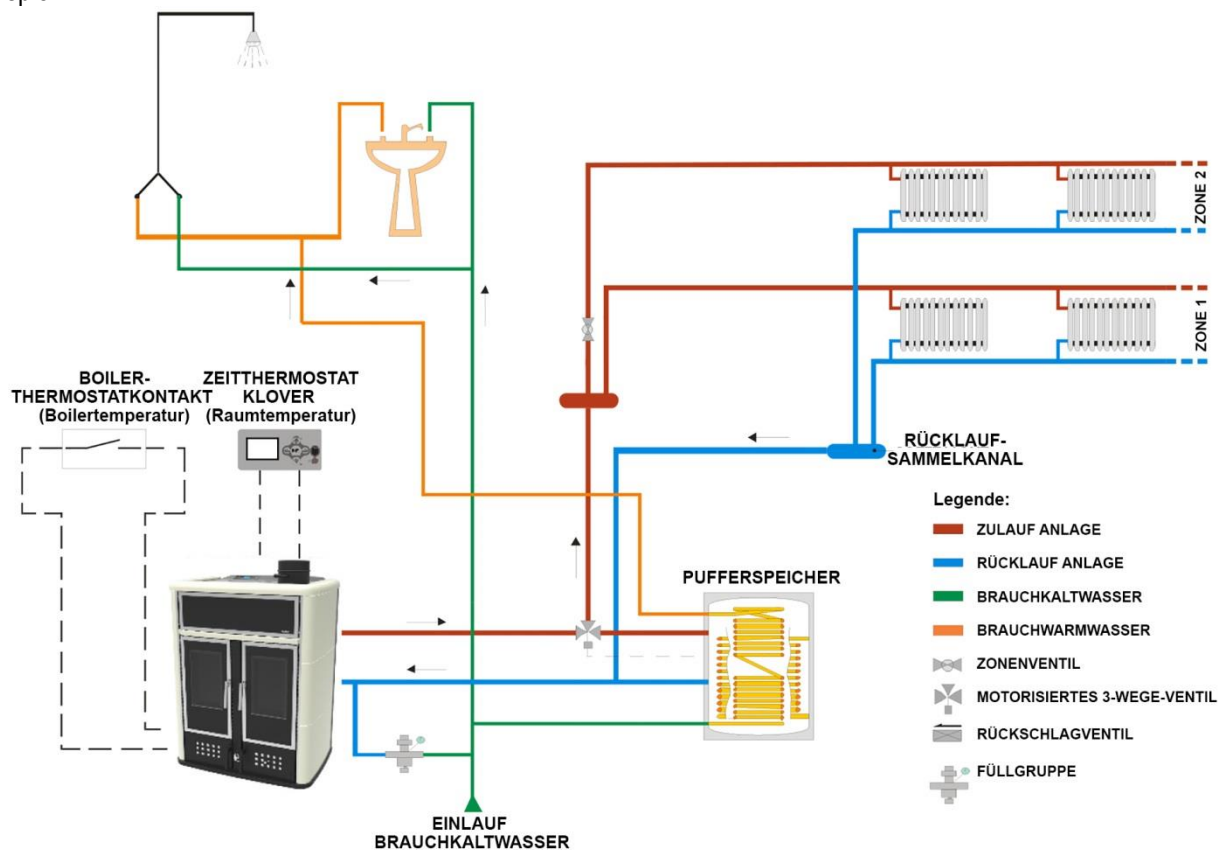 ZONE 2
ZONE 1
BOILER-
THERMOSTATKONTAKT
(Boilertemperatur)
ZEITTHERMOSTAT
KLOVER
(Raumtemperatur)
RÜCKLAUF-
SAMMELKANAL
Legende:
ZULAUF ANLAGE
RÜCKLAUF ANLAGE
BRAUCHKALTWASSER
BRAUCHWARMWASSER
ZONENVENTIL
MOTORISIERTES 3-WEGE-VENTIL
RÜCKSCHLAGVENTIL
FÜLLGRUPPE
PUFFERSPEICHER
EINLAUF
BRAUCHKALTWASSER